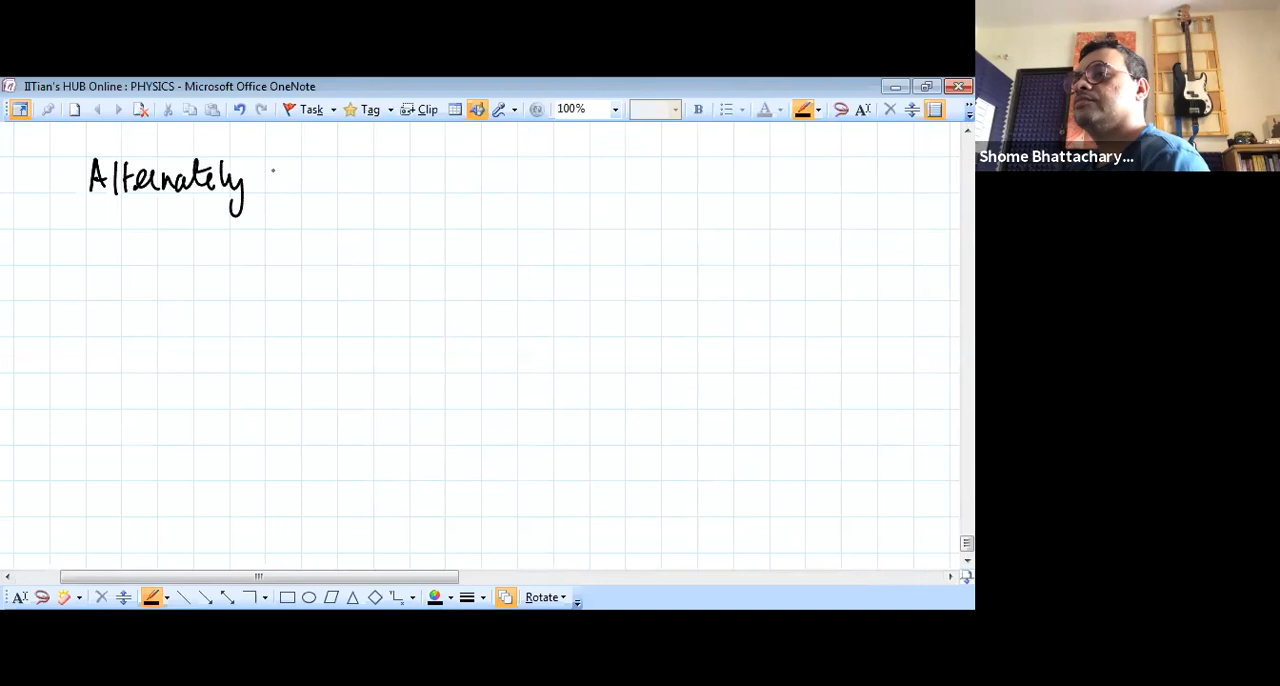 IITian's HUB Online : PHYSICS - Microsoft Office OneNote
Task Tag Clip 100% B A A
Alternately
Shome Bhattachary...
A Rotate